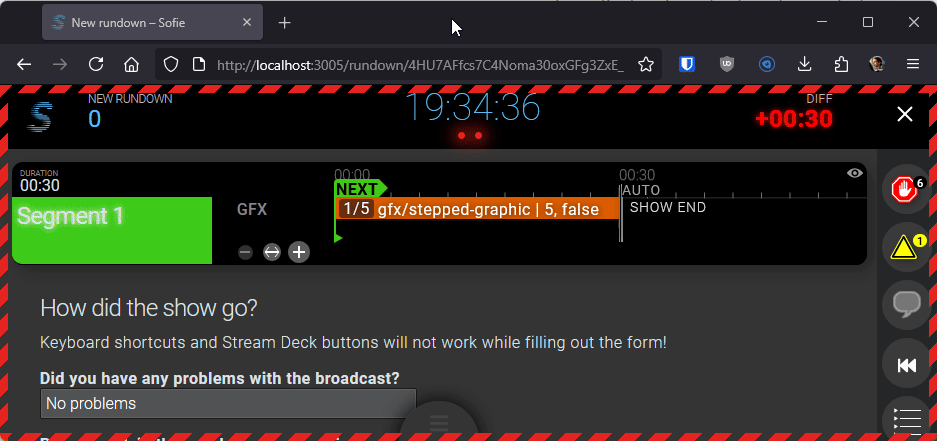 New rundown – Sofie
http://localhost:3005/rundown/4HU7AFfcs7C4Noma30oxGFg3ZxE_
NEW RUNDOWN
0
19:34:36
DIFF
+00:30
DURATION
00:30
00:00
00:30
NEXT
AUTO
Segment 1
GFX
1/5 gfx/stepped-graphic | 5, false
SHOW END
6
1
How did the show go?
Keyboard shortcuts and Stream Deck buttons will not work while filling out the form!
Did you have any problems with the broadcast?
No problems